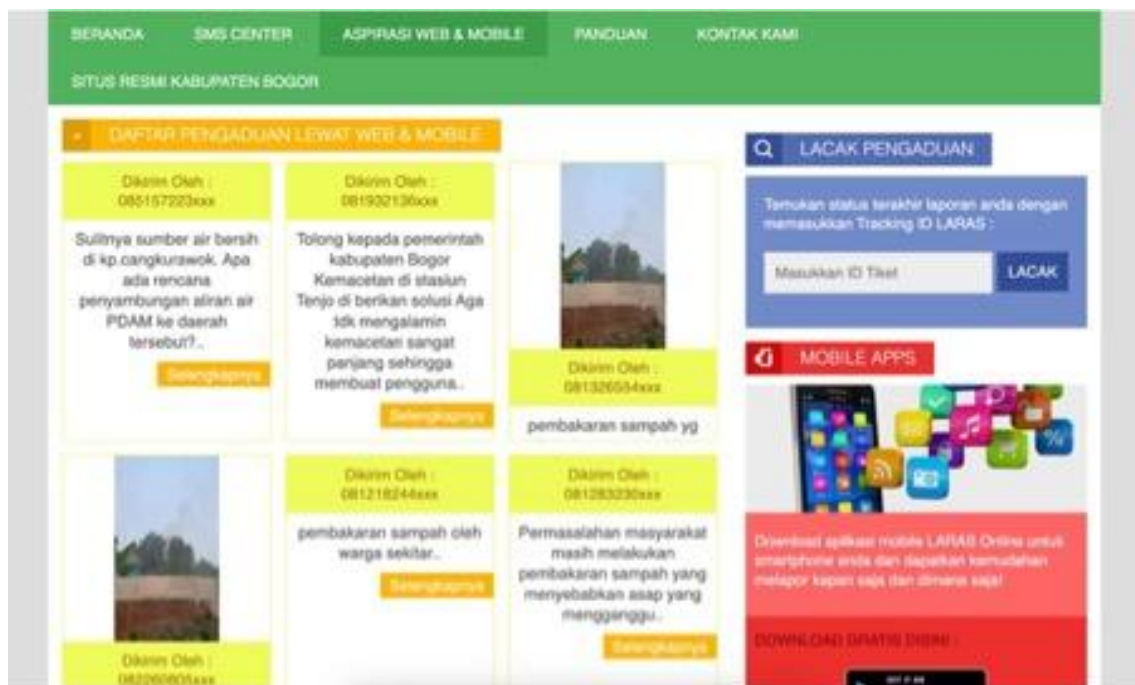 BERANDA SMS CENTER ASPIRASI WEB & MOBILE PANDUAN KONTAK KAMI
SITUS RESMI KABUPATEN BOGOR
DAFTAR PENGADUAN LEWAT WEB & MOBILE
Dikirim Oleh :
085157223xxx
Sulitnya sumber air bersih
di kp.cangkurawok. Apa
ada rencana
penyambungan aliran air
PDAM ke daerah
tersebut?..
Selengkapnya
Dikirim Oleh :
081932136xxx
Tolong kepada pemerintah
kabupaten Bogor
Kemacetan di stasiun
Tenjo di berikan solusi Aga
tdk mengalamin
kemacetan sangat
panjang sehingga
membuat pengguna..
Selengkapnya
Dikirim Oleh :
081326554xxx
pembakaran sampah yg
Dikirim Oleh :
082260605xxx
Dikirim Oleh :
081218244xxx
pembakaran sampah oleh
warga sekitar..
Selengkapnya
Dikirim Oleh :
081283230xxx
Permasalahan masyarakat
masih melakukan
pembakaran sampah yang
menyebabkan asap yang
mengganggu..
Selengkapnya
LACAK PENGADUAN
Temukan status terakhir laporan anda dengan
memasukkan Tracking ID LARAS :
Masukkan ID Tiket
LACAK
MOBILE APPS
Download aplikasi mobile LARAS Online untuk
smartphone anda dan dapatkan kemudahan
melapor kapan saja dan dimana saja!
DOWNLOAD GRATIS DISINI :
GET IT ON